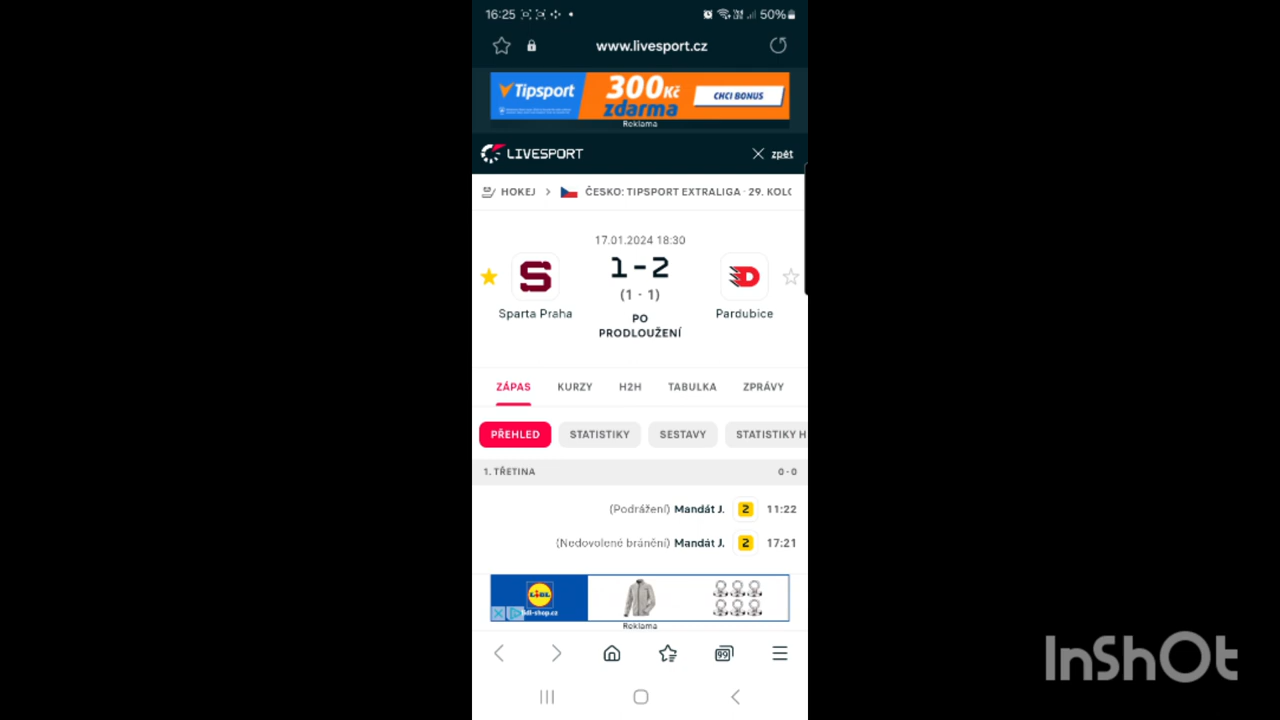 16:25
50%
www.livesport.cz
Tipsport
300Kč
zdarma
CHCI BONUS
Reklama
LIVESPORT
zpět
HOKEJ
ČESKO: TIPSPORT EXTRALIGA · 29. KOLO
17.01.2024 18:30
1-2
(1 - 1)
S
Sparta Praha
Pardubice
PO
PRODLOUŽENÍ
ZÁPAS KURZY H2H TABULKA ZPRÁVY
PŘEHLED STATISTIKY SESTAVY STATISTIKY H
1. TŘETINA 0-0
(Podrážení) Mandát J. 2 11:22
(Nedovolené bránění) Mandát J. 2 17:21
LIDL
lidl-shop.cz
Reklama
99
InShOt